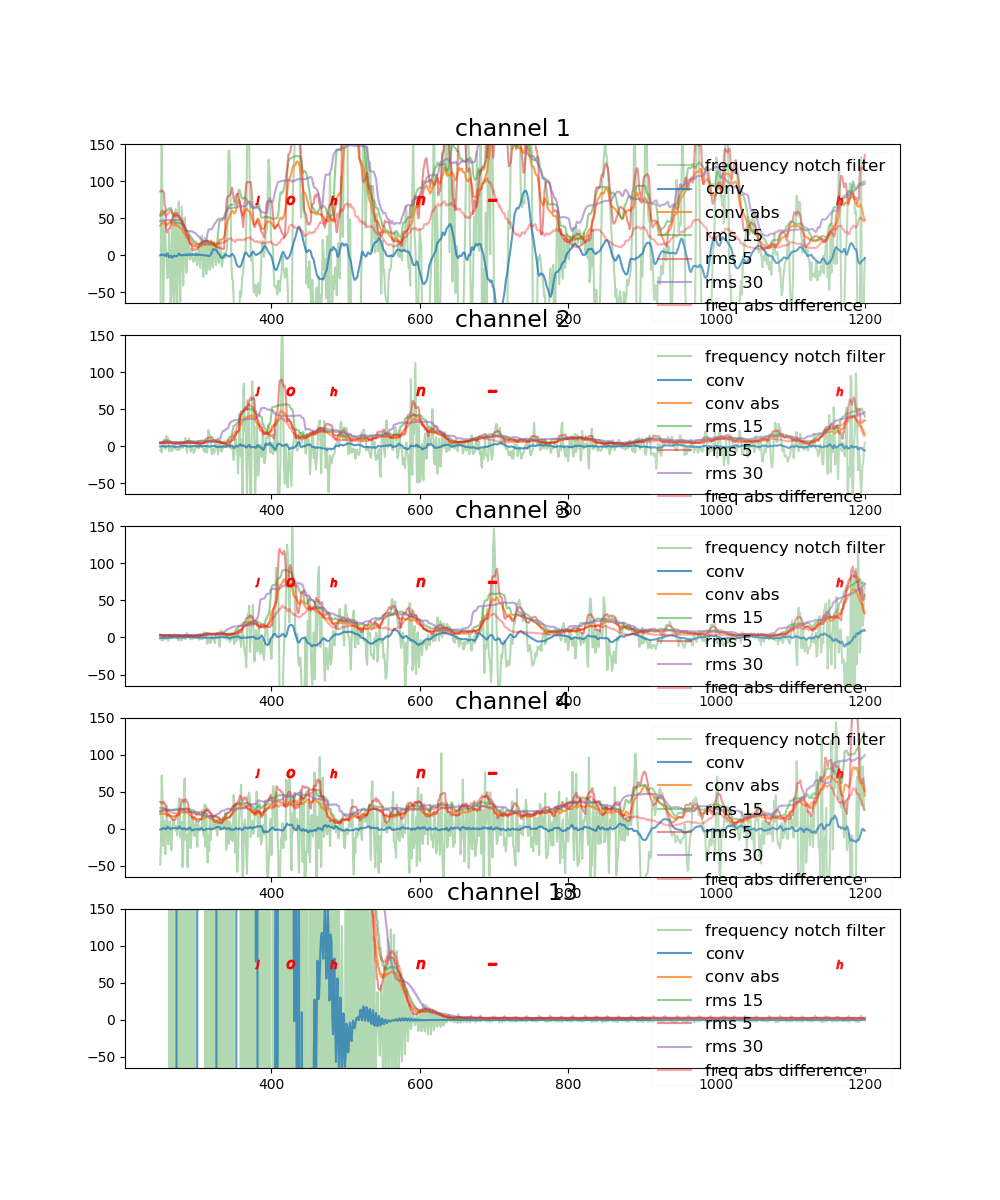 channel 1
150
100
50
0
−50
J o h n - h
frequency notch filter
conv
conv abs
rms 15
rms 5
rms 30
freq abs difference
400 600 800 1000 1200
channel 2
150
100
50
0
−50
J o h n - h
frequency notch filter
conv
conv abs
rms 15
rms 5
rms 30
freq abs difference
400 600 800 1000 1200
channel 3
150
100
50
0
−50
J o h n - h
frequency notch filter
conv
conv abs
rms 15
rms 5
rms 30
freq abs difference
400 600 800 1000 1200
channel 4
150
100
50
0
−50
J o h n - h
frequency notch filter
conv
conv abs
rms 15
rms 5
rms 30
freq abs difference
400 600 800 1000 1200
channel 13
150
100
50
0
−50
J o h n - h
frequency notch filter
conv
conv abs
rms 15
rms 5
rms 30
freq abs difference
400 600 800 1000 1200